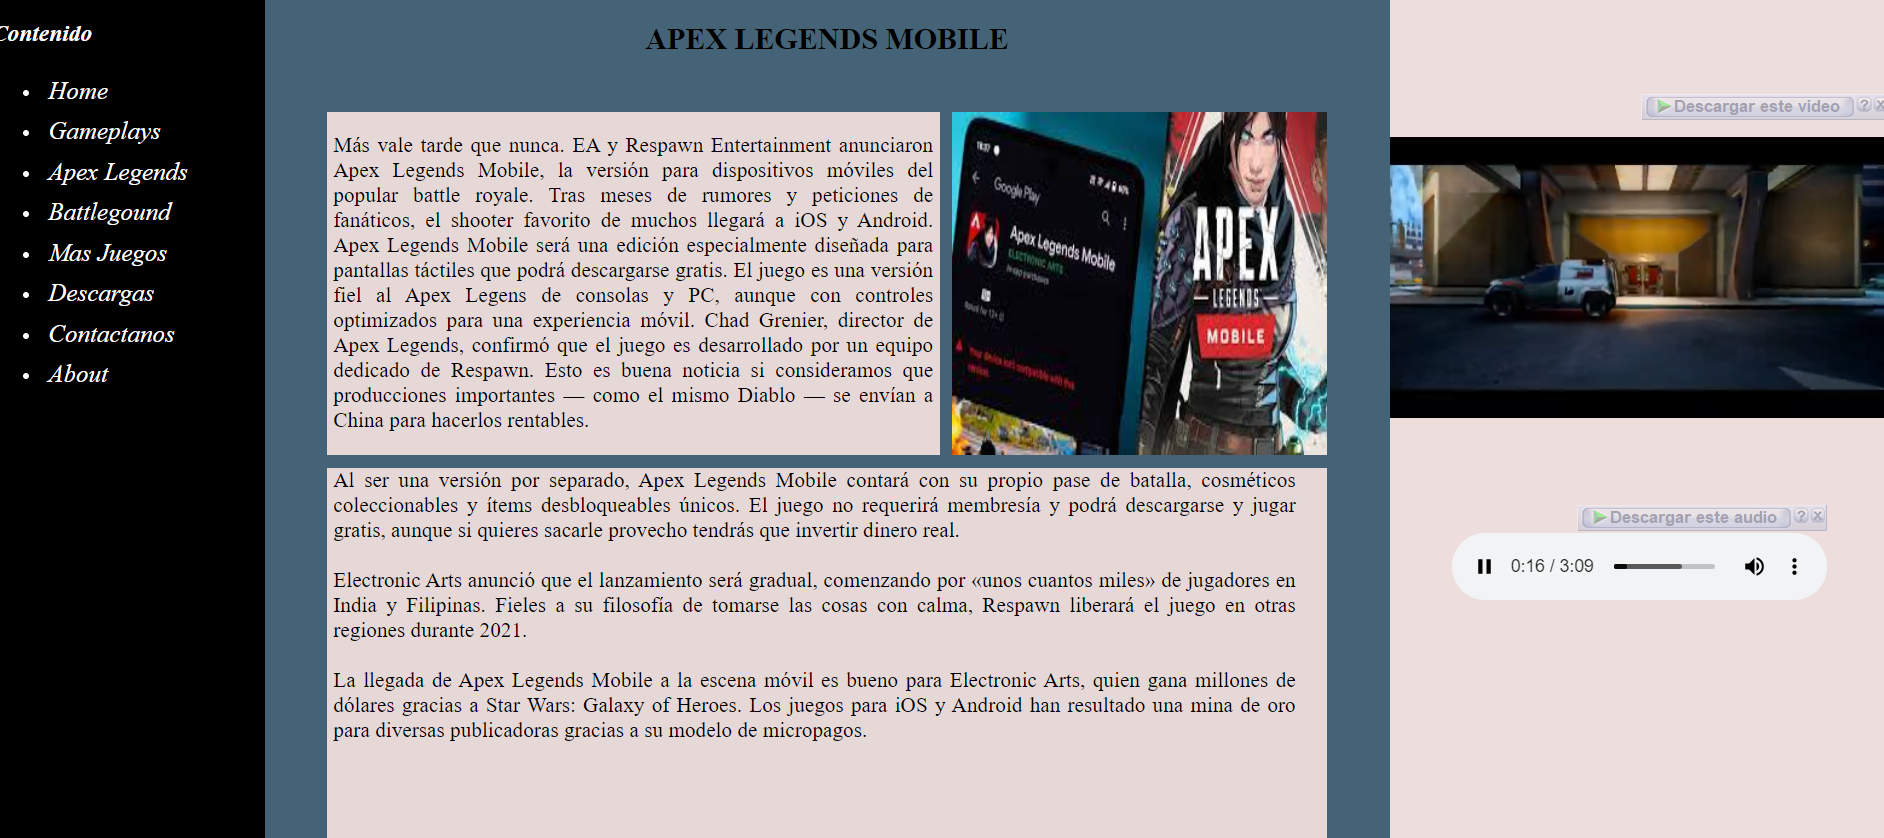 Contenido
Home
Gameplays
Apex Legends
Battlegound
Mas Juegos
Descargas
Contactanos
About
APEX LEGENDS MOBILE
Más vale tarde que nunca. EA y Respawn Entertainment anunciaron
Apex Legends Mobile, la versión para dispositivos móviles del
popular battle royale. Tras meses de rumores y peticiones de
fanáticos, el shooter favorito de muchos llegará a iOS y Android.
Apex Legends Mobile será una edición especialmente diseñada para
pantallas táctiles que podrá descargarse gratis. El juego es una versión
fiel al Apex Legens de consolas y PC, aunque con controles
optimizados para una experiencia móvil. Chad Grenier, director de
Apex Legends, confirmó que el juego es desarrollado por un equipo
dedicado de Respawn. Esto es buena noticia si consideramos que
producciones importantes — como el mismo Diablo — se envían a
China para hacerlos rentables.
Google Play
Apex Legends Mobile
ELECTRONIC ARTS
APEX
LEGENDS
MOBILE
Al ser una versión por separado, Apex Legends Mobile contará con su propio pase de batalla, cosméticos
coleccionables y ítems desbloqueables únicos. El juego no requerirá membresía y podrá descargarse y jugar
gratis, aunque si quieres sacarle provecho tendrás que invertir dinero real.
Electronic Arts anunció que el lanzamiento será gradual, comenzando por «unos cuantos miles» de jugadores en
India y Filipinas. Fieles a su filosofía de tomarse las cosas con calma, Respawn liberará el juego en otras
regiones durante 2021.
La llegada de Apex Legends Mobile a la escena móvil es bueno para Electronic Arts, quien gana millones de
dólares gracias a Star Wars: Galaxy of Heroes. Los juegos para iOS y Android han resultado una mina de oro
para diversas publicadoras gracias a su modelo de micropagos.
Descargar este video ? X
Descargar este audio ? X
0:16 / 3:09